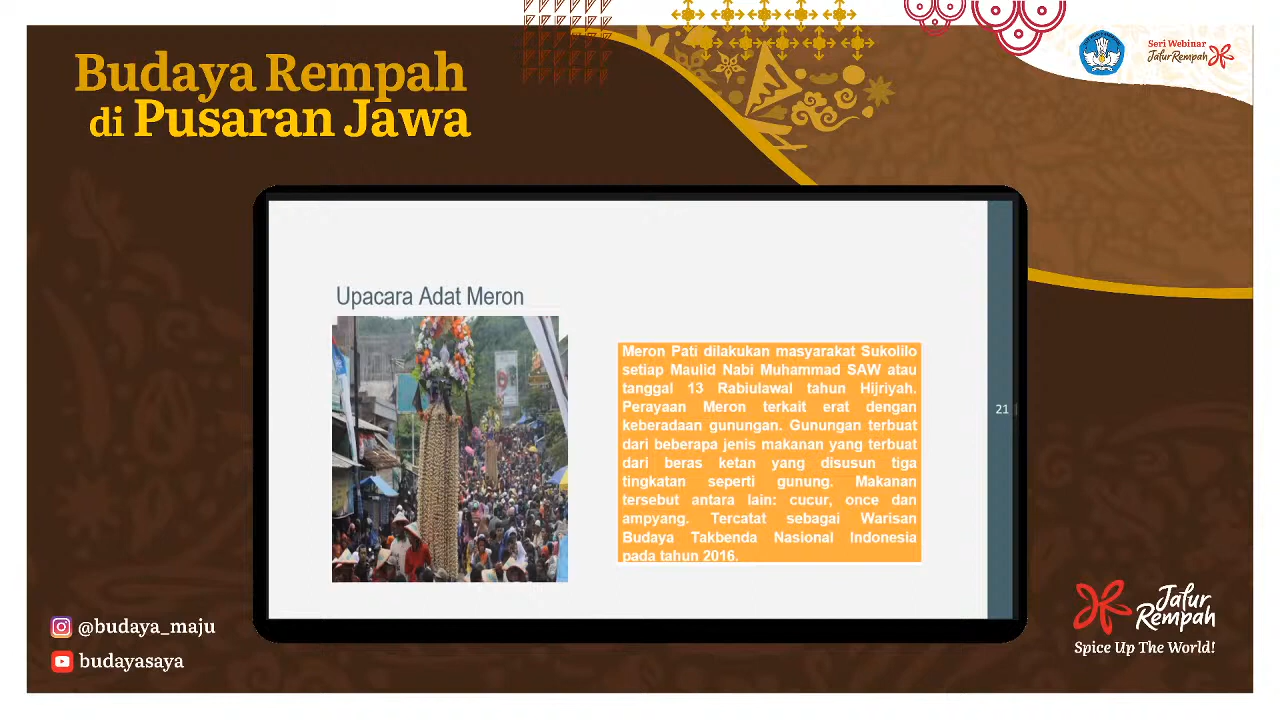 Budaya Rempah
di Pusaran Jawa
Seri Webinar
Jalur Rempah
Upacara Adat Meron
Meron Pati dilakukan masyarakat Sukolilo
setiap Maulid Nabi Muhammad SAW atau
tanggal 13 Rabiulawal tahun Hijriyah.
Perayaan Meron terkait erat dengan
keberadaan gunungan. Gunungan terbuat
dari beberapa jenis makanan yang terbuat
dari beras ketan yang disusun tiga
tingkatan seperti gunung. Makanan
tersebut antara lain: cucur, once dan
ampyang. Tercatat sebagai Warisan
Budaya Takbenda Nasional Indonesia
pada tahun 2016.
21
@budaya_maju
budayasaya
Jalur
Rempah
Spice Up The World!